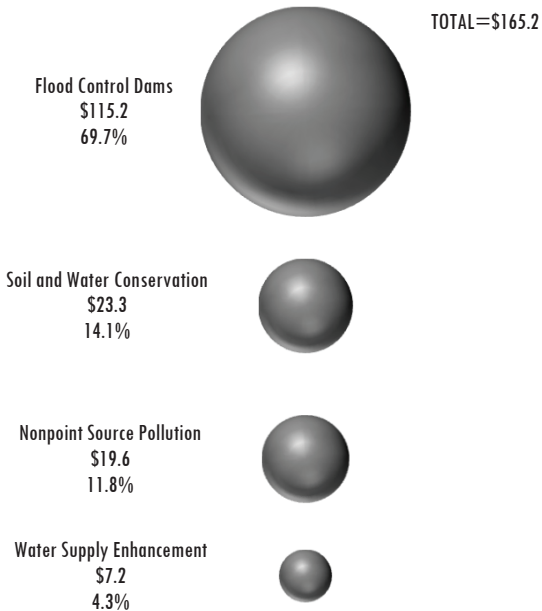 TOTAL=$165.2
Flood Control Dams
$115.2
69.7%
Soil and Water Conservation
$23.3
14.1%
Nonpoint Source Pollution
$19.6
11.8%
Water Supply Enhancement
$7.2
4.3%